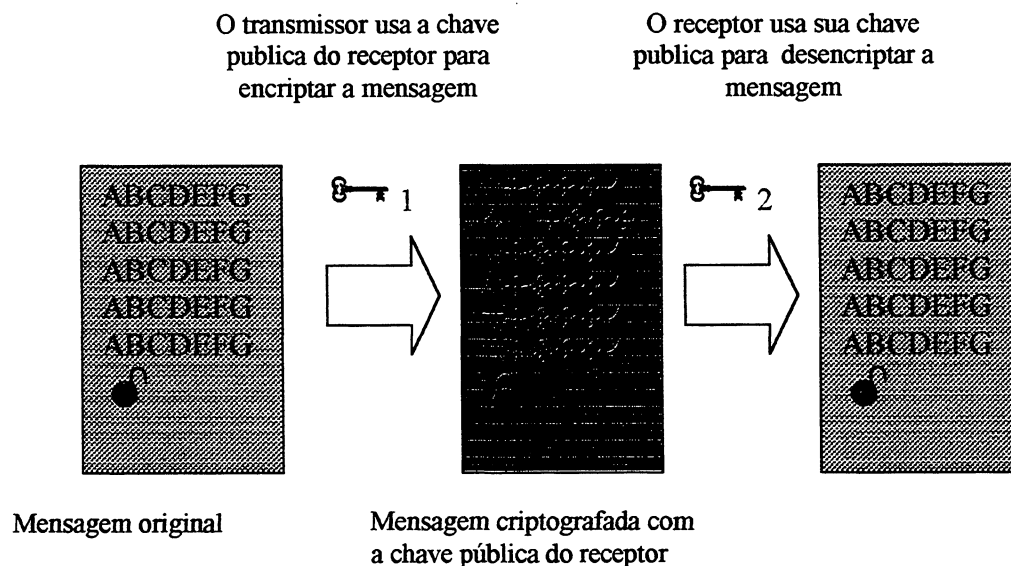 O transmissor usa a chave
publica do receptor para
encriptar a mensagem
O receptor usa sua chave
publica para desencriptar a
mensagem
ABCDEFG
ABCDEFG
ABCDEFG
ABCDEFG
ABCDEFG
1
2
ABCDEFG
ABCDEFG
ABCDEFG
ABCDEFG
ABCDEFG
Mensagem original
Mensagem criptografada com
a chave pública do receptor